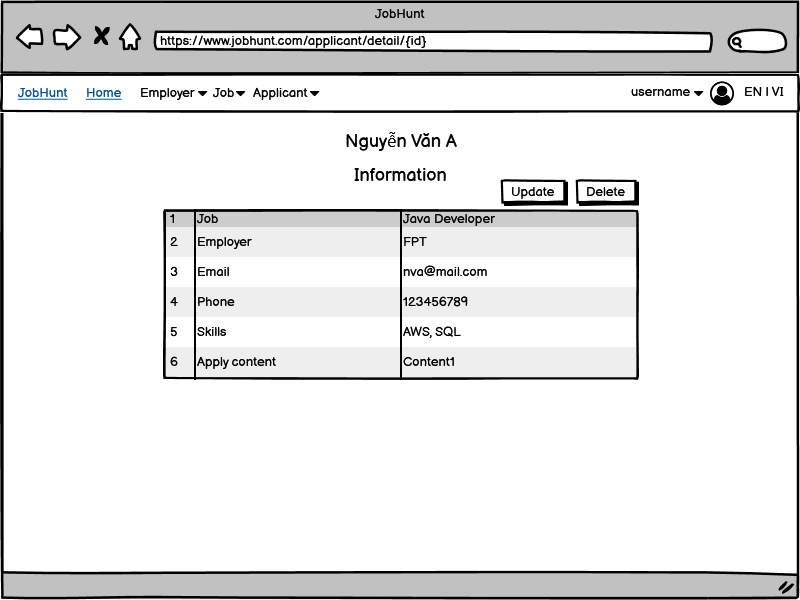 JobHunt
https://www.jobhunt.com/applicant/detail/{id}
JobHunt Home Employer Job Applicant username EN | VI
Nguyễn Văn A
Information
Update Delete
1 Job Java Developer
2 Employer FPT
3 Email nva@mail.com
4 Phone 123456789
5 Skills AWS, SQL
6 Apply content Content1